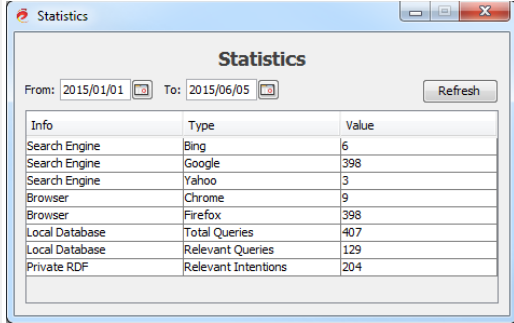 Statistics
Statistics
From: 2015/01/01 To: 2015/06/05 Refresh
Info Type Value
Search Engine Bing 6
Search Engine Google 398
Search Engine Yahoo 3
Browser Chrome 9
Browser Firefox 398
Local Database Total Queries 407
Local Database Relevant Queries 129
Private RDF Relevant Intentions 204